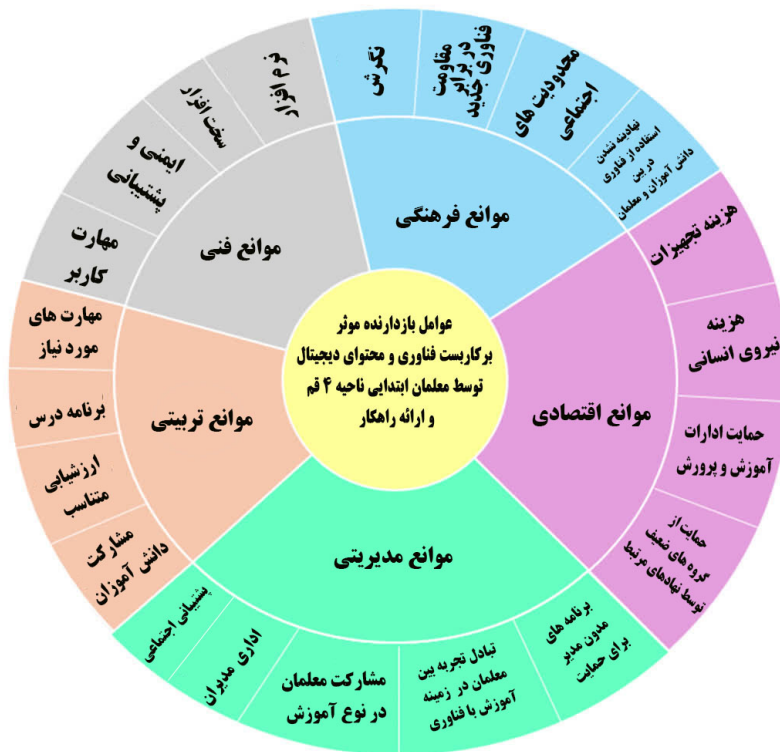 عوامل بازدارنده موثر
برکاربست فناوری و محتوای دیجیتال
توسط معلمان ابتدایی ناحیه ۴ قم
و ارائه راهکار
موانع فرهنگی
نگرش
مقاومت
در برابر
فناوری جدید
محدودیت های
اجتماعی
نهادینه نشدن
استفاده از فناوری
در بین
دانش آموزان و معلمان
موانع اقتصادی
هزینه تجهیزات
هزینه
نیروی انسانی
حمایت ادارات
آموزش و پرورش
حمایت از
گروه های ضعیف
توسط نهادهای مرتبط
موانع مدیریتی
برنامه های
مدون مدیر
برای حمایت
تبادل تجربه بین
معلمان در زمینه
آموزش با فناوری
مشارکت معلمان
در نوع آموزش
اداری مدیران
پشتیبانی اجتماعی
موانع تربیتی
مشارکت
دانش آموزان
ارزشیابی
متناسب
برنامه درس
مهارت های
مورد نیاز
موانع فنی
مهارت
کاربر
ایمنی و
پشتیبانی
سخت افزار
نرم افزار